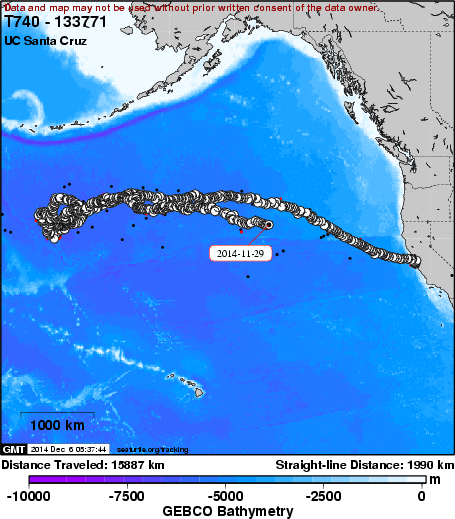 Data and map may not be used without prior written consent of the data owner.
T740 - 133771
UC Santa Cruz
2014-11-29
1000 km
GMT 2014 Dec 6 05:37:44 seaturtle.org/tracking
Distance Traveled: 15887 km Straight-line Distance: 1990 km
m
-10000 -7500 -5000 -2500 0
GEBCO Bathymetry